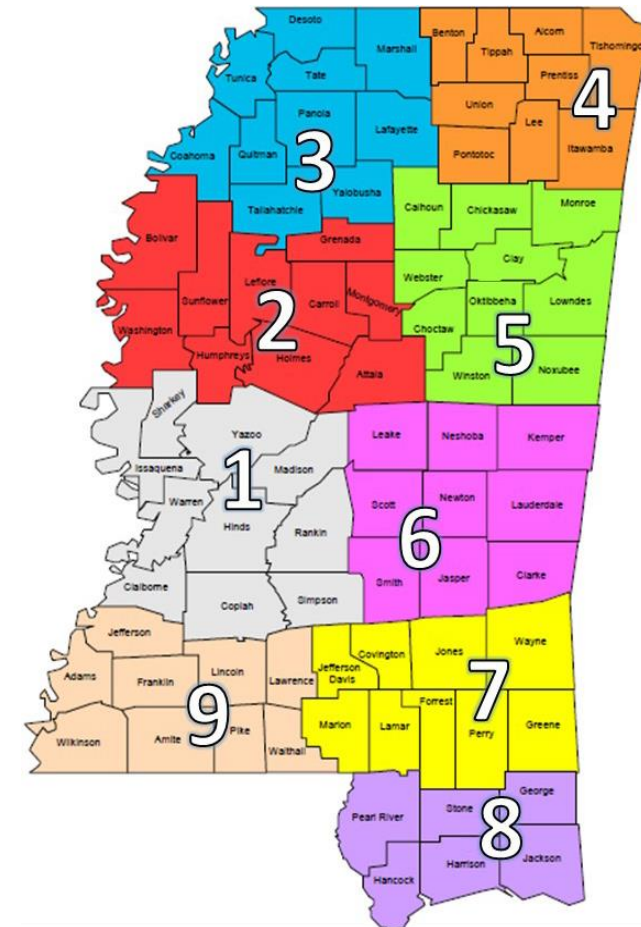 Desoto
Marshall
Benton
Tippah
Alcorn
Tishomingo
Tunica
Tate
Prentiss
4
Panola
Lafayette
Union
Lee
Coahoma
Quitman
3
Pontotoc
Itawamba
Yalobusha
Tallahatchie
Calhoun
Chickasaw
Monroe
Bolivar
Grenada
Clay
Webster
Leflore
Sunflower
2
Carroll
Montgomery
Oktibbeha
Lowndes
Washington
Choctaw
5
Humphreys
Holmes
Attala
Winston
Noxubee
Sharkey
Yazoo
Leake
Neshoba
Kemper
Issaquena
1
Madison
Warren
Scott
Newton
Lauderdale
Hinds
Rankin
6
Claiborne
Copiah
Simpson
Smith
Jasper
Clarke
Jefferson
Covington
Jones
Wayne
Adams
Franklin
Lincoln
Lawrence
Jefferson
Davis
7
9
Forrest
Wilkinson
Amite
Pike
Walthall
Marion
Lamar
Perry
Greene
Pearl River
Stone
George
8
Hancock
Harrison
Jackson